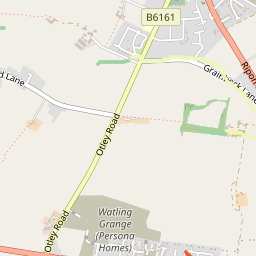 B6161
d Lane
Ripon
Grainbeck Lane
Otley Road
Otley Road
Watling
Grange
(Persona
Homes)